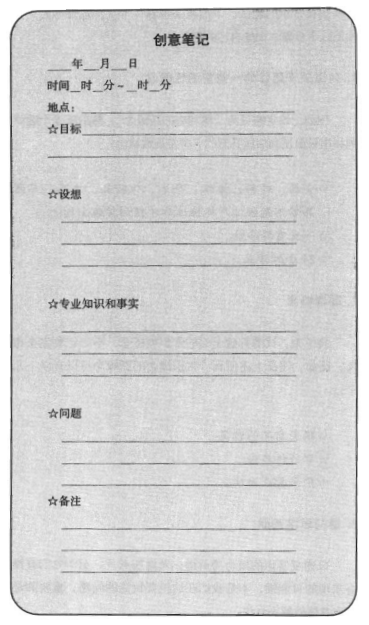 创意笔记
____年__月__日
时间__时__分~__时__分
地点：
☆目标
☆设想
☆专业知识和事实
☆问题
☆备注